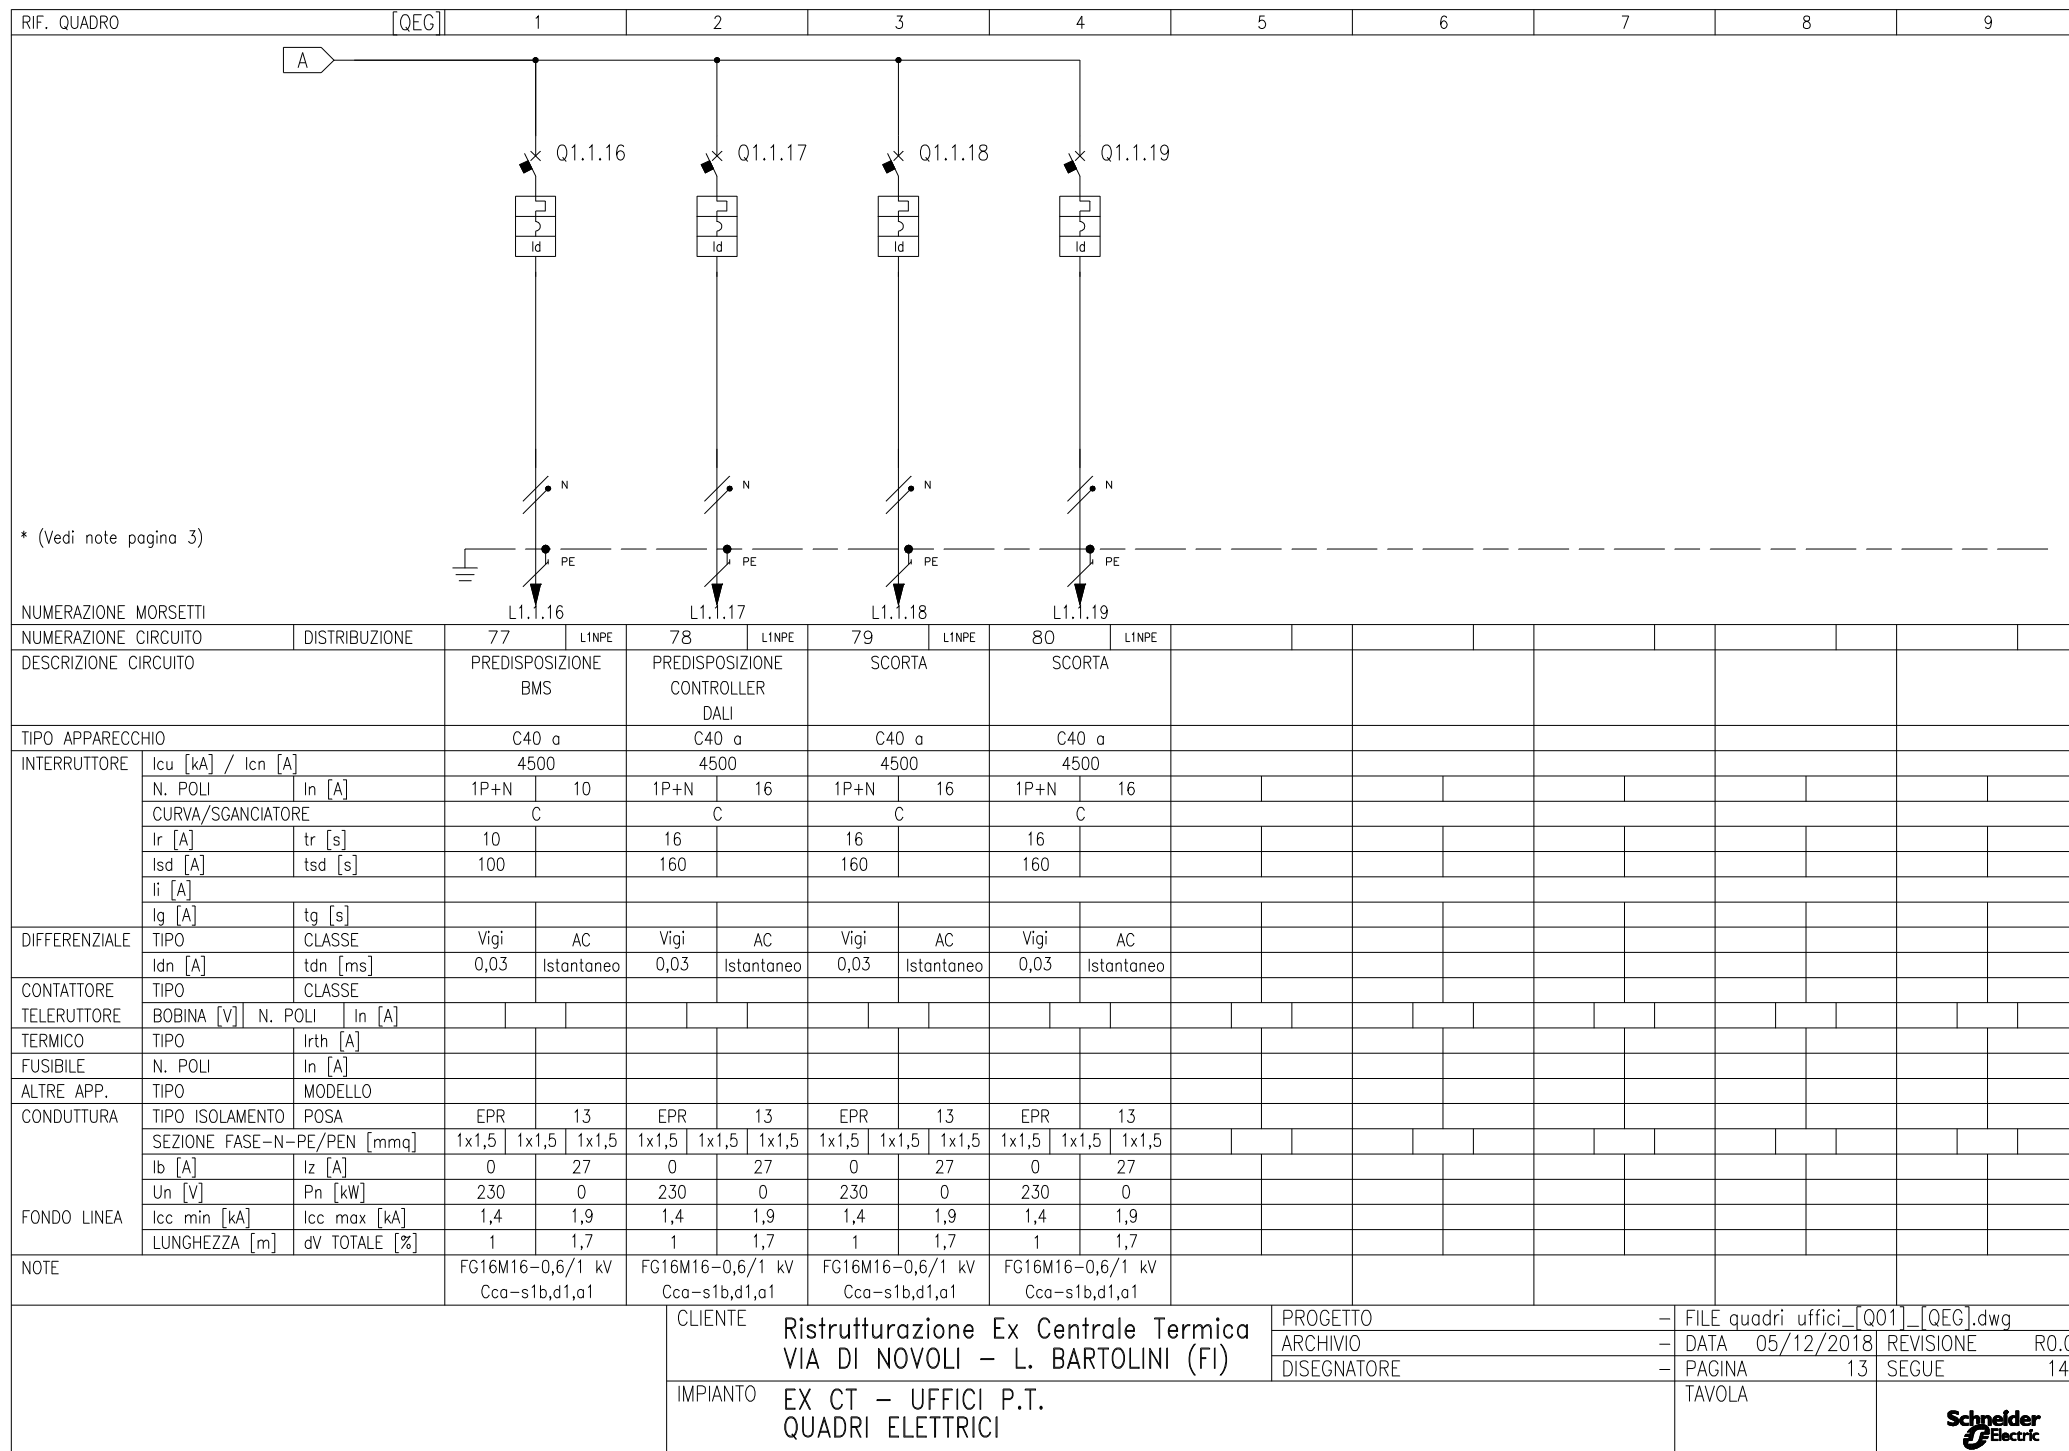 RIF. QUADRO [QEG] 1 2 3 4 5 6 7 8 9
A
Q1.1.16 Q1.1.17 Q1.1.18 Q1.1.19
Id Id Id Id
N N N N
* (Vedi note pagina 3)
PE PE PE PE
NUMERAZIONE MORSETTI L1.1.16 L1.1.17 L1.1.18 L1.1.19
NUMERAZIONE CIRCUITO DISTRIBUZIONE 77 L1NPE 78 L1NPE 79 L1NPE 80 L1NPE
DESCRIZIONE CIRCUITO PREDISPOSIZIONE PREDISPOSIZIONE SCORTA SCORTA
BMS CONTROLLER
DALI
TIPO APPARECCHIO C40 a C40 a C40 a C40 a
INTERRUTTORE Icu [kA] / Icn [A] 4500 4500 4500 4500
N. POLI In [A] 1P+N 10 1P+N 16 1P+N 16 1P+N 16
CURVA/SGANCIATORE C C C C
Ir [A] tr [s] 10 16 16 16
Isd [A] tsd [s] 100 160 160 160
Ii [A]
Ig [A] tg [s]
DIFFERENZIALE TIPO CLASSE Vigi AC Vigi AC Vigi AC Vigi AC
Idn [A] tdn [ms] 0,03 Istantaneo 0,03 Istantaneo 0,03 Istantaneo 0,03 Istantaneo
CONTATTORE TIPO CLASSE
TELERUTTORE BOBINA [V] N. POLI In [A]
TERMICO TIPO Irth [A]
FUSIBILE N. POLI In [A]
ALTRE APP. TIPO MODELLO
CONDUTTURA TIPO ISOLAMENTO POSA EPR 13 EPR 13 EPR 13 EPR 13
SEZIONE FASE-N-PE/PEN [mmq] 1x1,5 1x1,5 1x1,5 1x1,5 1x1,5 1x1,5 1x1,5 1x1,5 1x1,5 1x1,5 1x1,5 1x1,5
Ib [A] Iz [A] 0 27 0 27 0 27 0 27
Un [V] Pn [kW] 230 0 230 0 230 0 230 0
FONDO LINEA Icc min [kA] Icc max [kA] 1,4 1,9 1,4 1,9 1,4 1,9 1,4 1,9
LUNGHEZZA [m] dV TOTALE [%] 1 1,7 1 1,7 1 1,7 1 1,7
NOTE FG16M16-0,6/1 kV FG16M16-0,6/1 kV FG16M16-0,6/1 kV FG16M16-0,6/1 kV
Cca-s1b,d1,a1 Cca-s1b,d1,a1 Cca-s1b,d1,a1 Cca-s1b,d1,a1
CLIENTE Ristrutturazione Ex Centrale Termica
VIA DI NOVOLI - L. BARTOLINI (FI)
PROGETTO - FILE quadri uffici_[Q01]_[QEG].dwg
ARCHIVIO - DATA 05/12/2018 REVISIONE R0.0
DISEGNATORE - PAGINA 13 SEGUE 14
IMPIANTO EX CT - UFFICI P.T.
QUADRI ELETTRICI
TAVOLA
Schneider
Electric